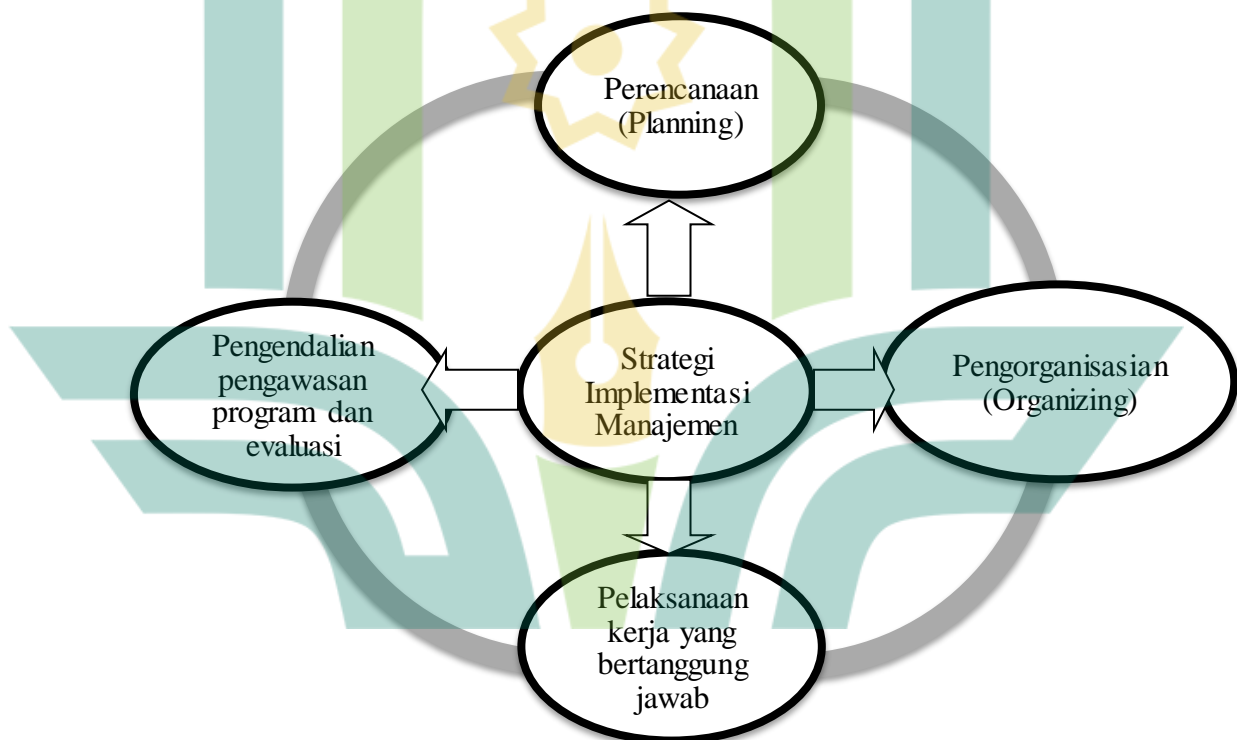 Perencanaan
(Planning)
Pengendalian
pengawasan
program dan
evaluasi
Strategi
Implementasi
Manajemen
Pengorganisasian
(Organizing)
Pelaksanaan
kerja yang
bertanggung
jawab